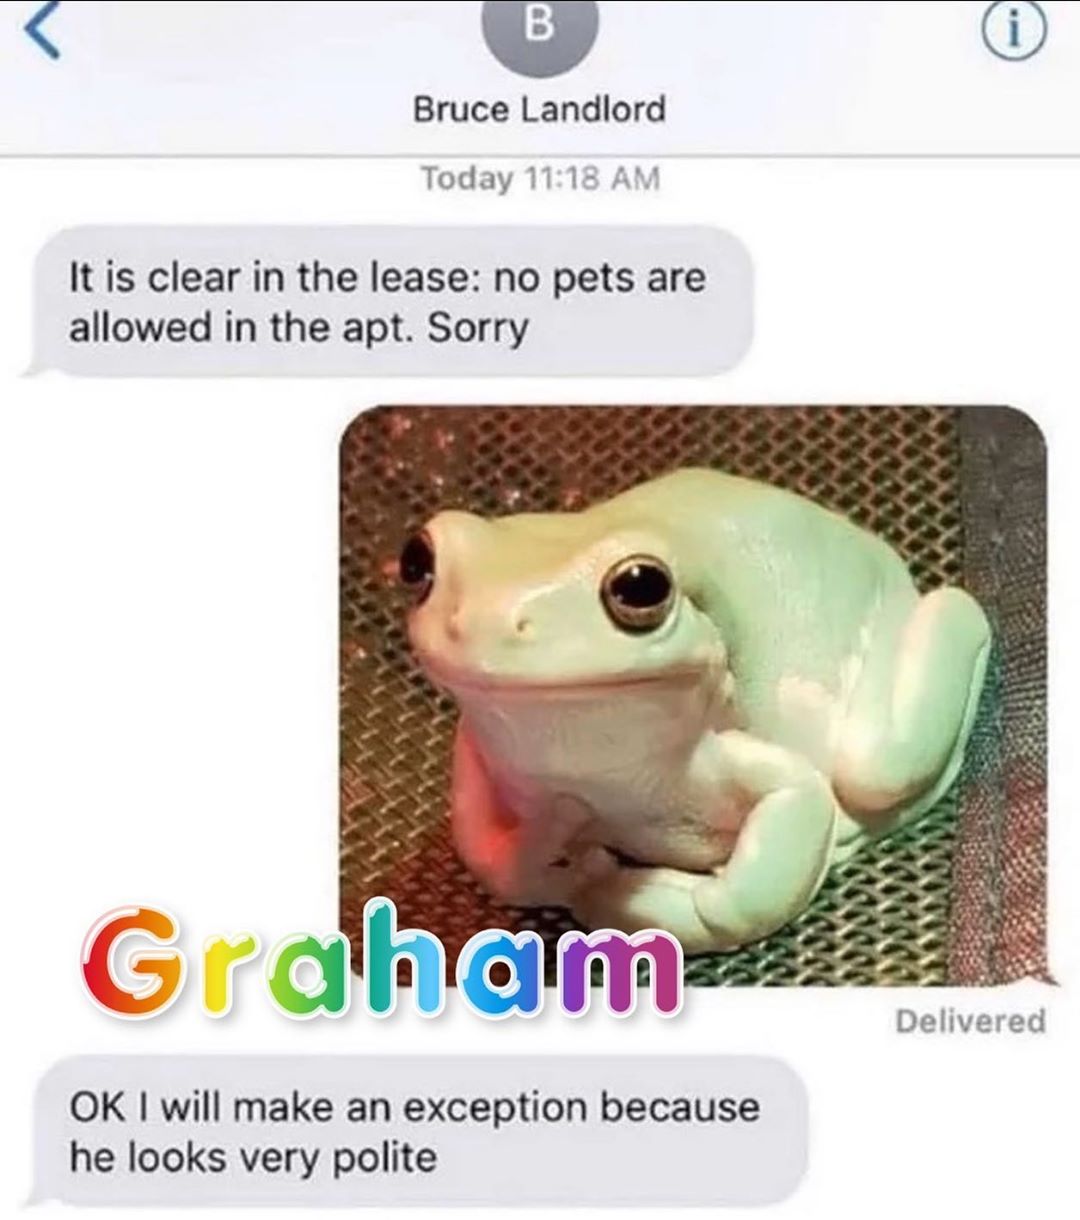 B
i
Bruce Landlord
Today 11:18 AM
It is clear in the lease: no pets are
allowed in the apt. Sorry
Graham
Delivered
OK I will make an exception because
he looks very polite